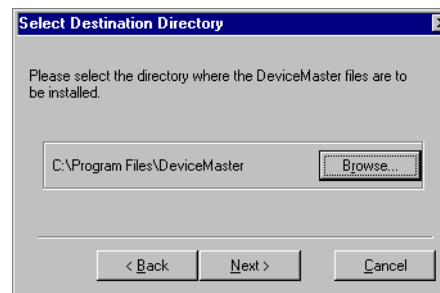 Select Destination Directory
Please select the directory where the DeviceMaster files are to
be installed.
C:\Program Files\DeviceMaster
Browse...
< Back
Next >
Cancel